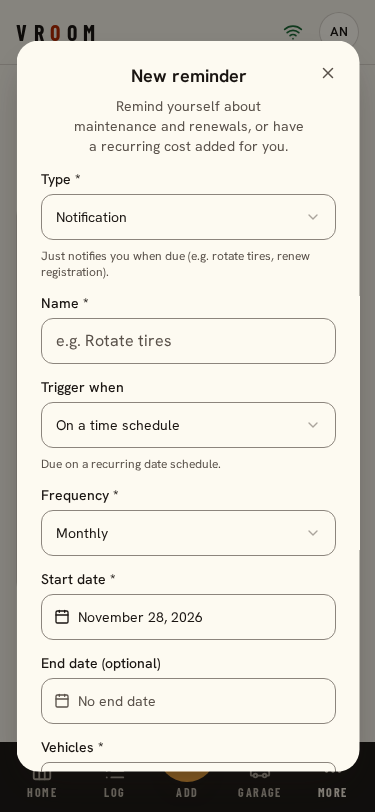 VROOM
AN
New reminder
Remind yourself about
maintenance and renewals, or have
a recurring cost added for you.
Type *
Notification
Just notifies you when due (e.g. rotate tires, renew
registration).
Name *
e.g. Rotate tires
Trigger when
On a time schedule
Due on a recurring date schedule.
Frequency *
Monthly
Start date *
November 28, 2026
End date (optional)
No end date
Vehicles *
HOME LOG ADD GARAGE MORE